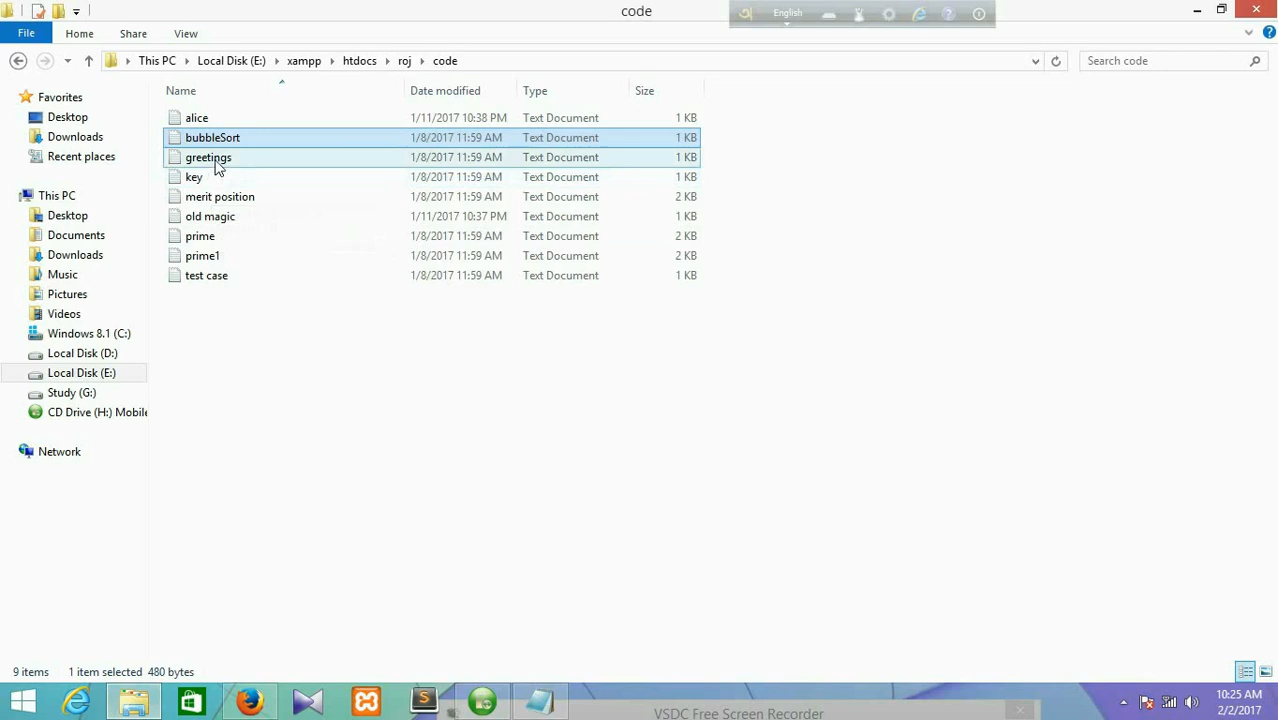 code
English
File
Home
Share
View
This PC
Local Disk (E:)
xampp
htdocs
roj
code
Search code
Name
Date modified
Type
Size
Favorites
Desktop
Downloads
Recent places
This PC
Desktop
Documents
Downloads
Music
Pictures
Videos
Windows 8.1 (C:)
Local Disk (D:)
Local Disk (E:)
Study (G:)
CD Drive (H:) Mobile
Network
alice 1/11/2017 10:38 PM Text Document 1 KB
bubbleSort 1/8/2017 11:59 AM Text Document 1 KB
greetings 1/8/2017 11:59 AM Text Document 1 KB
key 1/8/2017 11:59 AM Text Document 1 KB
merit position 1/8/2017 11:59 AM Text Document 2 KB
old magic 1/11/2017 10:37 PM Text Document 1 KB
prime 1/8/2017 11:59 AM Text Document 2 KB
prime1 1/8/2017 11:59 AM Text Document 2 KB
test case 1/8/2017 11:59 AM Text Document 1 KB
9 items
1 item selected 480 bytes
VSDC Free Screen Recorder
10:25 AM
2/2/2017